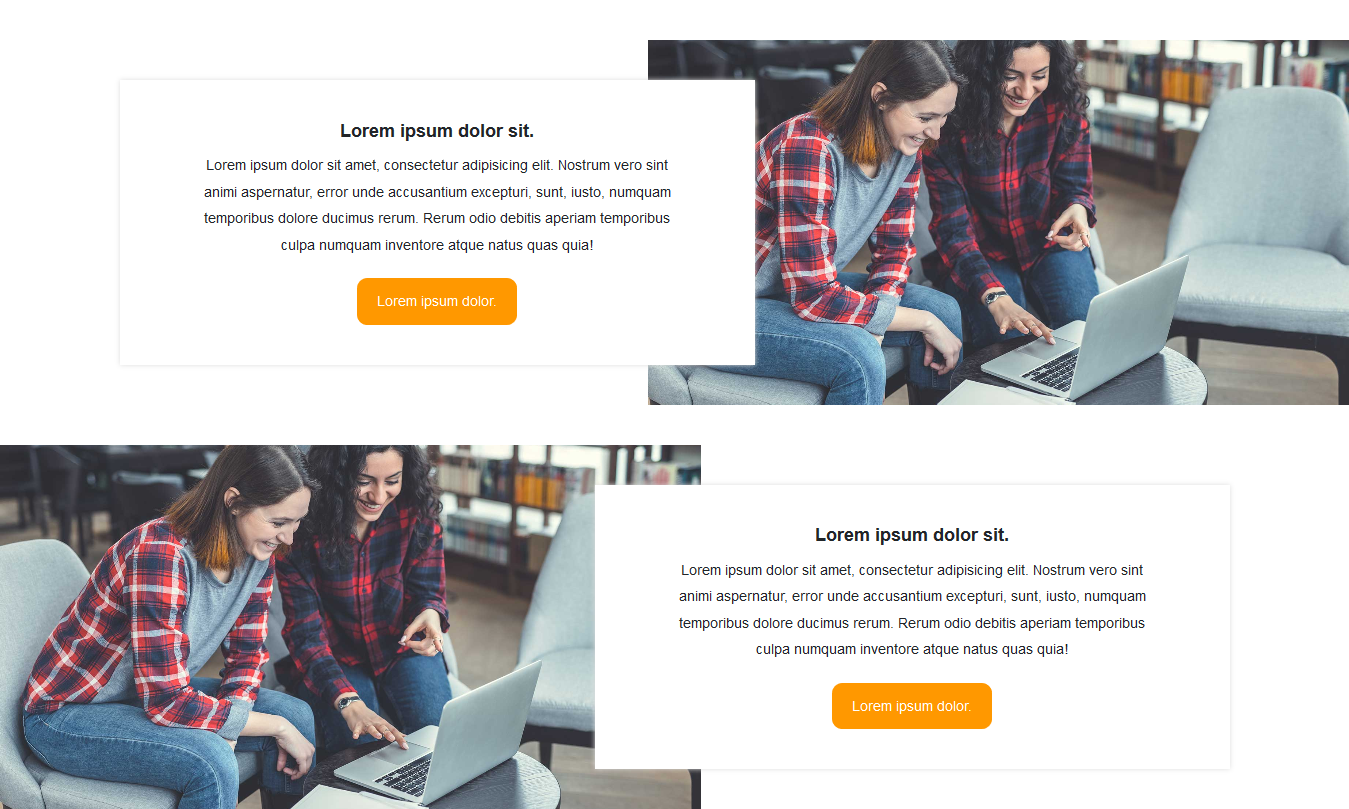 Lorem ipsum dolor sit.
Lorem ipsum dolor sit amet, consectetur adipisicing elit. Nostrum vero sint
animi aspernatur, error unde accusantium excepturi, sunt, iusto, numquam
temporibus dolore ducimus rerum. Rerum odio debitis aperiam temporibus
culpa numquam inventore atque natus quas quia!
Lorem ipsum dolor.
Lorem ipsum dolor sit.
Lorem ipsum dolor sit amet, consectetur adipisicing elit. Nostrum vero sint
animi aspernatur, error unde accusantium excepturi, sunt, iusto, numquam
temporibus dolore ducimus rerum. Rerum odio debitis aperiam temporibus
culpa numquam inventore atque natus quas quia!
Lorem ipsum dolor.